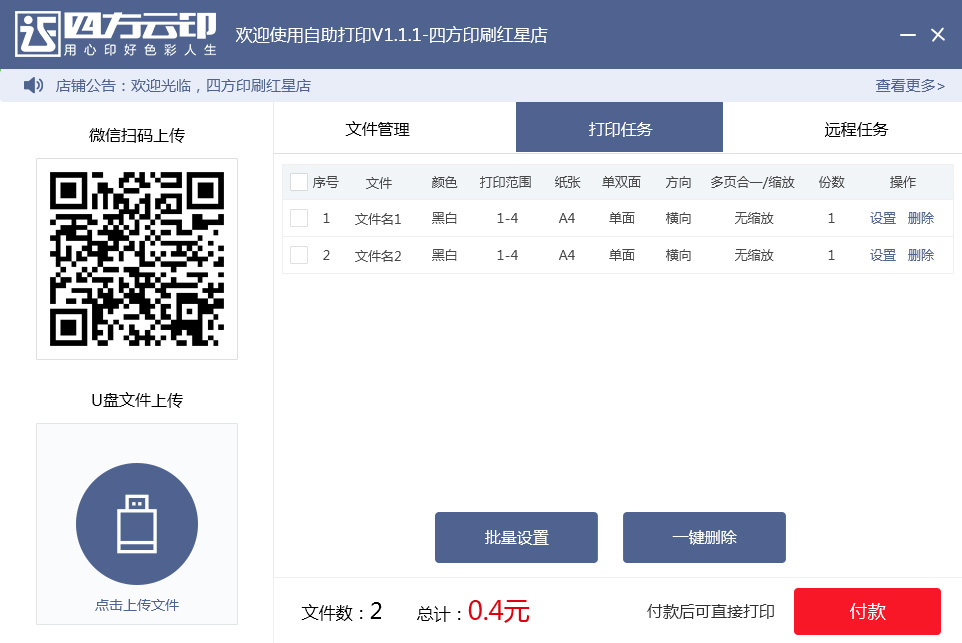 四方云印
用心印好色彩人生
欢迎使用自助打印V1.1.1-四方印刷红星店
店铺公告：欢迎光临，四方印刷红星店
查看更多>
微信扫码上传
U盘文件上传
点击上传文件
文件管理 打印任务 远程任务
序号 文件 颜色 打印范围 纸张 单双面 方向 多页合一/缩放 份数 操作
1 文件名1 黑白 1-4 A4 单面 横向 无缩放 1 设置 删除
2 文件名2 黑白 1-4 A4 单面 横向 无缩放 1 设置 删除
批量设置 一键删除
文件数：2 总计：0.4元 付款后可直接打印 付款